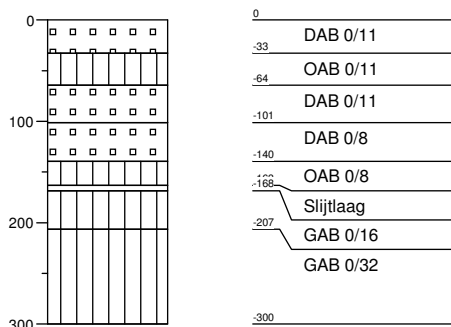 0
100
200
300
0
DAB 0/11
-33
OAB 0/11
-64
DAB 0/11
-101
DAB 0/8
-140
OAB 0/8
-168
Slijtlaag
-207
GAB 0/16
GAB 0/32
-300